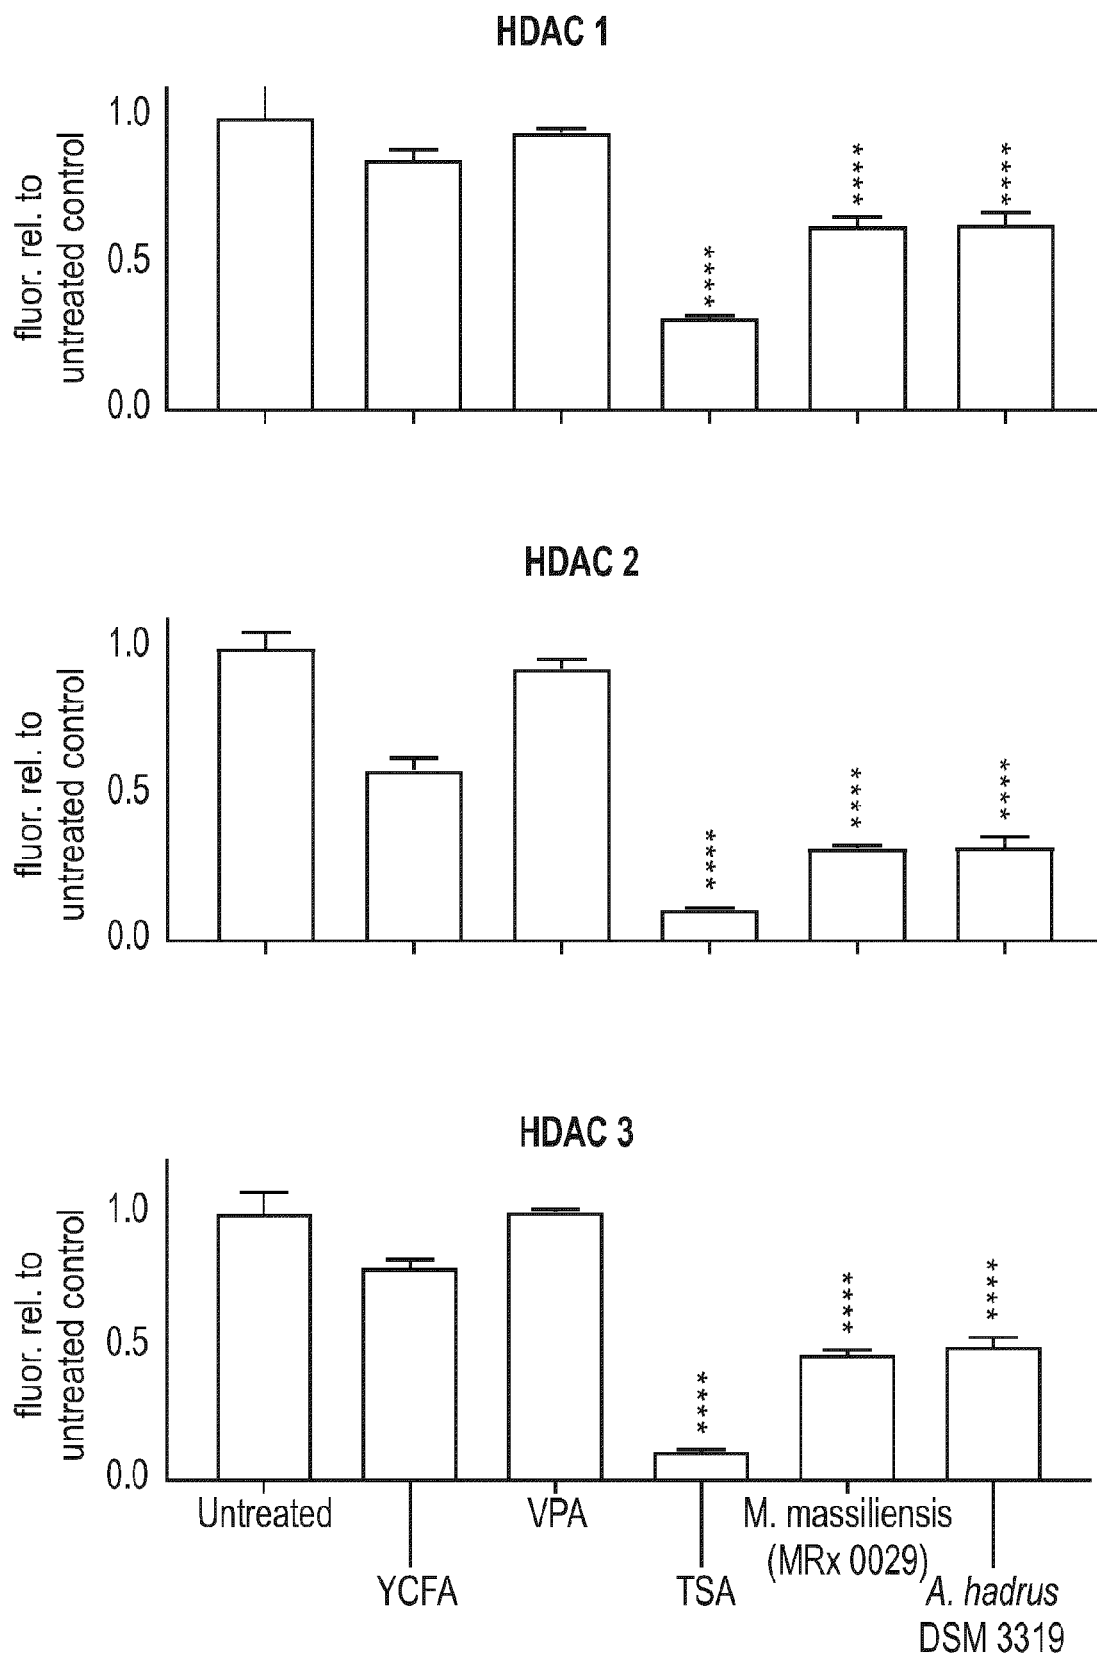 HDAC 1
fluor. rel. to
untreated control
1.0
0.5
0.0
****
****
****
HDAC 2
fluor. rel. to
untreated control
1.0
0.5
0.0
****
****
****
HDAC 3
fluor. rel. to
untreated control
1.0
0.5
0.0
****
****
****
Untreated
YCFA
VPA
TSA
M. massiliensis
(MRx 0029)
A. hadrus
DSM 3319